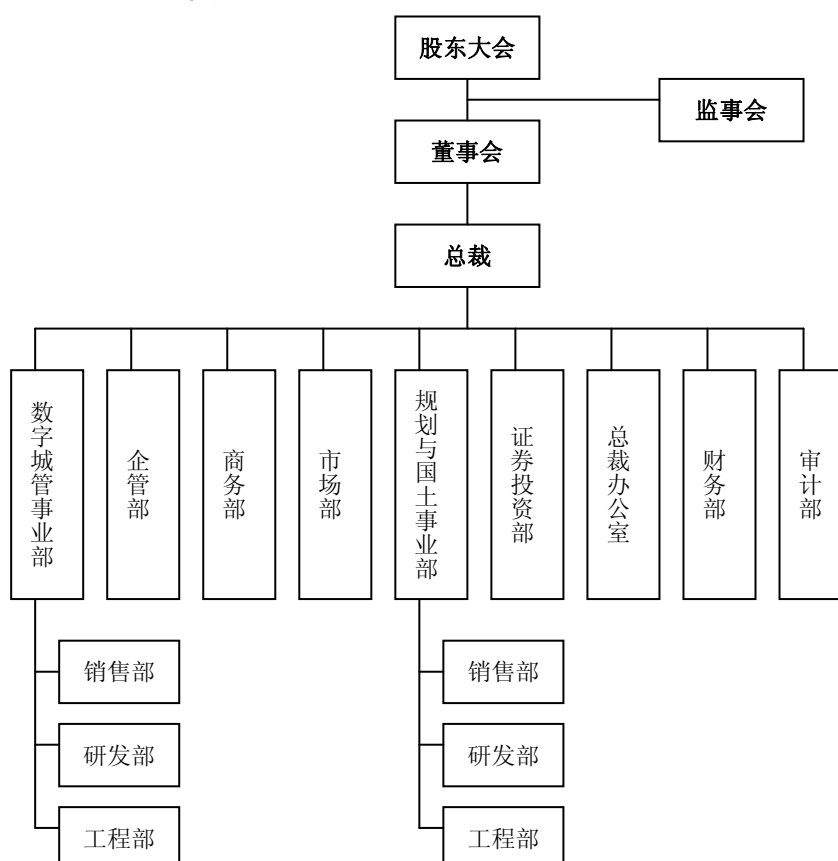 股东大会
监事会
董事会
总裁
数字城管事业部
企管部
商务部
市场部
规划与国土事业部
证券投资部
总裁办公室
财务部
审计部
销售部
销售部
研发部
研发部
工程部
工程部